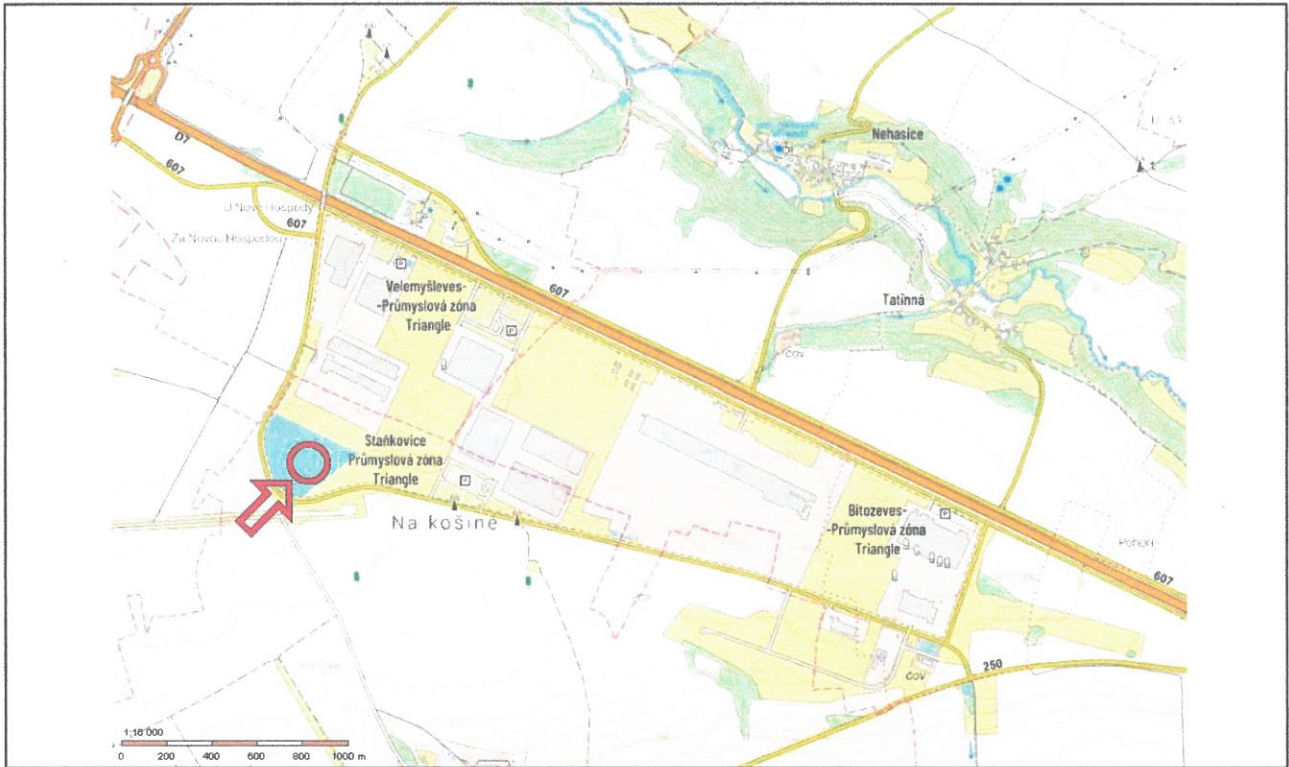 D7
607
Nehasice
U Nové Hospody
607
Za Novou Hospodou
P
Velemyšleves-
-Průmyslová zóna
Triangle
607
P
Tatinná
ČOV
Staňkovice
Průmyslová zóna
Triangle
P
Na košině
Bitozeves-
-Průmyslová zóna
Triangle
P
607
250
ČOV
1:16 000
0 200 400 600 800 1000 m